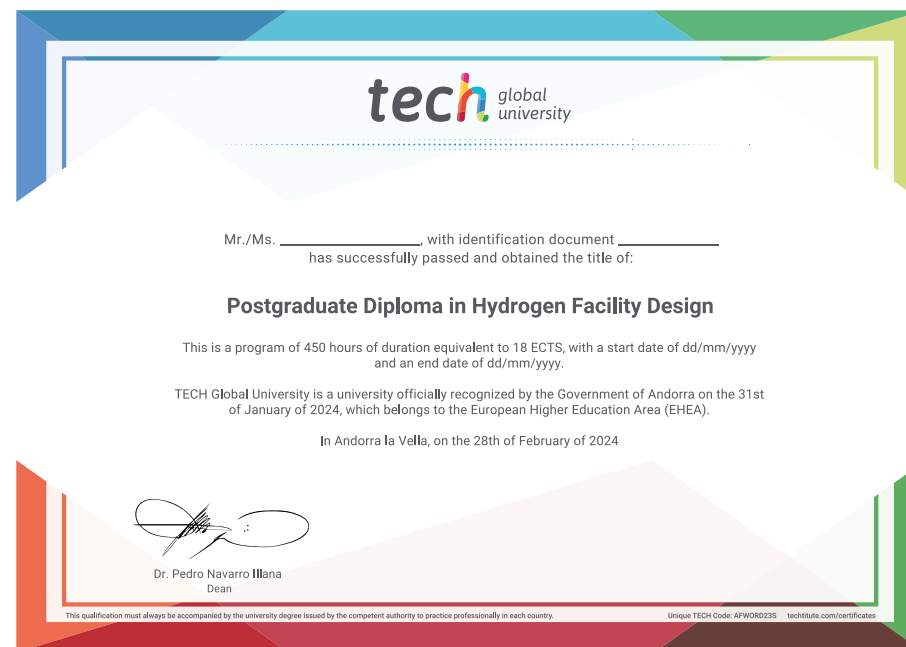 tech global
university
Mr./Ms. ____________, with identification document ____________
has successfully passed and obtained the title of:
Postgraduate Diploma in Hydrogen Facility Design
This is a program of 450 hours of duration equivalent to 18 ECTS, with a start date of dd/mm/yyyy
and an end date of dd/mm/yyyy.
TECH Global University is a university officially recognized by the Government of Andorra on the 31st
of January of 2024, which belongs to the European Higher Education Area (EHEA).
In Andorra la Vella, on the 28th of February of 2024
Dr. Pedro Navarro Illana
Dean
This qualification must always be accompanied by the university degree issued by the competent authority to practice professionally in each country. Unique TECH Code: AFWORD23S techtitute.com/certificates